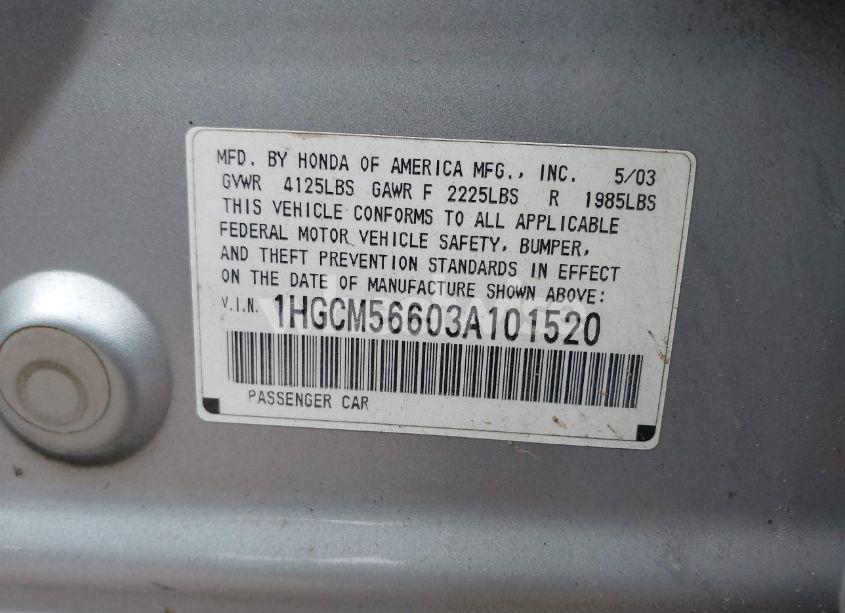 MFD. BY HONDA OF AMERICA MFG., INC. 5/03
GVWR 4125LBS GAWR F 2225LBS R 1985LBS
THIS VEHICLE CONFORMS TO ALL APPLICABLE
FEDERAL MOTOR VEHICLE SAFETY, BUMPER,
AND THEFT PREVENTION STANDARDS IN EFFECT
ON THE DATE OF MANUFACTURE SHOWN ABOVE:
V.I.N. 1HGCM56603A101520
PASSENGER CAR